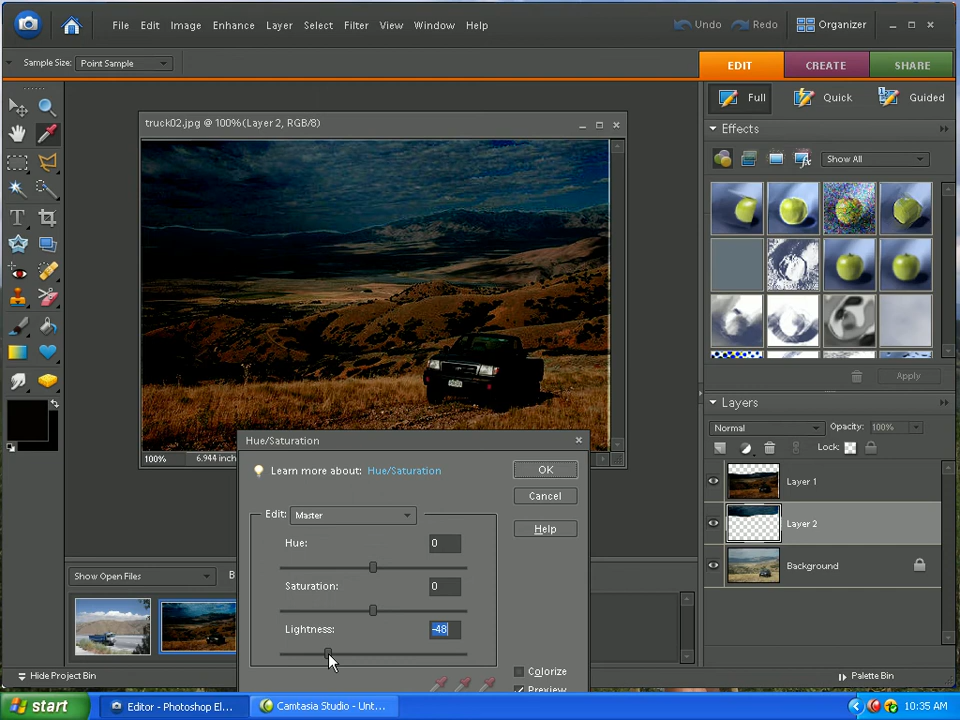 File Edit Image Enhance Layer Select Filter View Window Help Undo Redo Organizer
Sample Size: Point Sample
EDIT CREATE SHARE
Full Quick Guided
Effects
Show All
truck02.jpg @ 100%(Layer 2, RGB/8)
Apply
Layers
Normal Opacity: 100%
Lock:
Layer 1
Layer 2
Background
100% 6.944 inch
Hue/Saturation
Learn more about: Hue/Saturation
OK
Cancel
Help
Edit: Master
Hue: 0
Saturation: 0
Lightness: -48
Colorize
Preview
Show Open Files B
Hide Project Bin
Palette Bin
start
Editor - Photoshop El...
Camtasia Studio - Unt...
10:35 AM